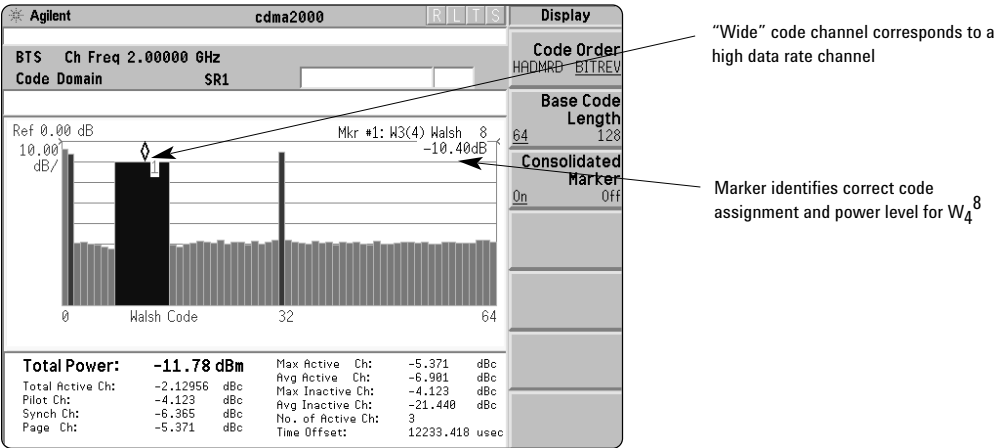 Agilent cdma2000 R L T S Display
BTS Ch Freq 2.00000 GHz
Code Domain SR1
Code Order
HADMRD BITREV
Base Code
Length
64 128
Consolidated
Marker
On Off
Ref 0.00 dB Mkr #1: W3(4) Walsh 8
10.00 -10.40dB
dB/
1
0 Walsh Code 32 64
Total Power: -11.78 dBm
Total Active Ch: -2.12956 dBc
Pilot Ch: -4.123 dBc
Synch Ch: -6.365 dBc
Page Ch: -5.371 dBc
Max Active Ch: -5.371 dBc
Avg Active Ch: -6.901 dBc
Max Inactive Ch: -4.123 dBc
Avg Inactive Ch: -21.440 dBc
No. of Active Ch: 3
Time Offset: 12233.418 usec
“Wide” code channel corresponds to a
high data rate channel
Marker identifies correct code
assignment and power level for W₄⁸